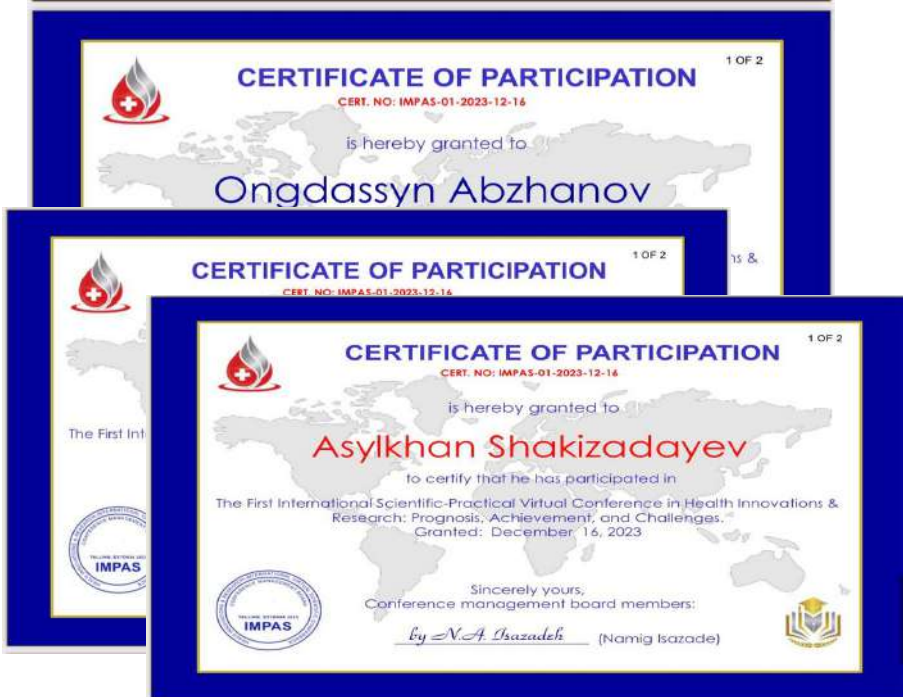 1 OF 2
CERTIFICATE OF PARTICIPATION
CERT. NO: IMPAS-01-2023-12-16
is hereby granted to
Ongdassyn Abzhanov
ns &
1 OF 2
CERTIFICATE OF PARTICIPATION
CERT. NO: IMPAS-01-2023-12-16
The First Int
IMPAS
1 OF 2
CERTIFICATE OF PARTICIPATION
CERT. NO: IMPAS-01-2023-12-16
is hereby granted to
Asylkhan Shakizadayev
to certify that he has participated in
The First International Scientific-Practical Virtual Conference in Health Innovations &
Research: Prognosis, Achievement, and Challenges.
Granted: December 16, 2023
Sincerely yours,
Conference management board members:
by N.A. Isazadeh (Namig Isazade)
IMPAS